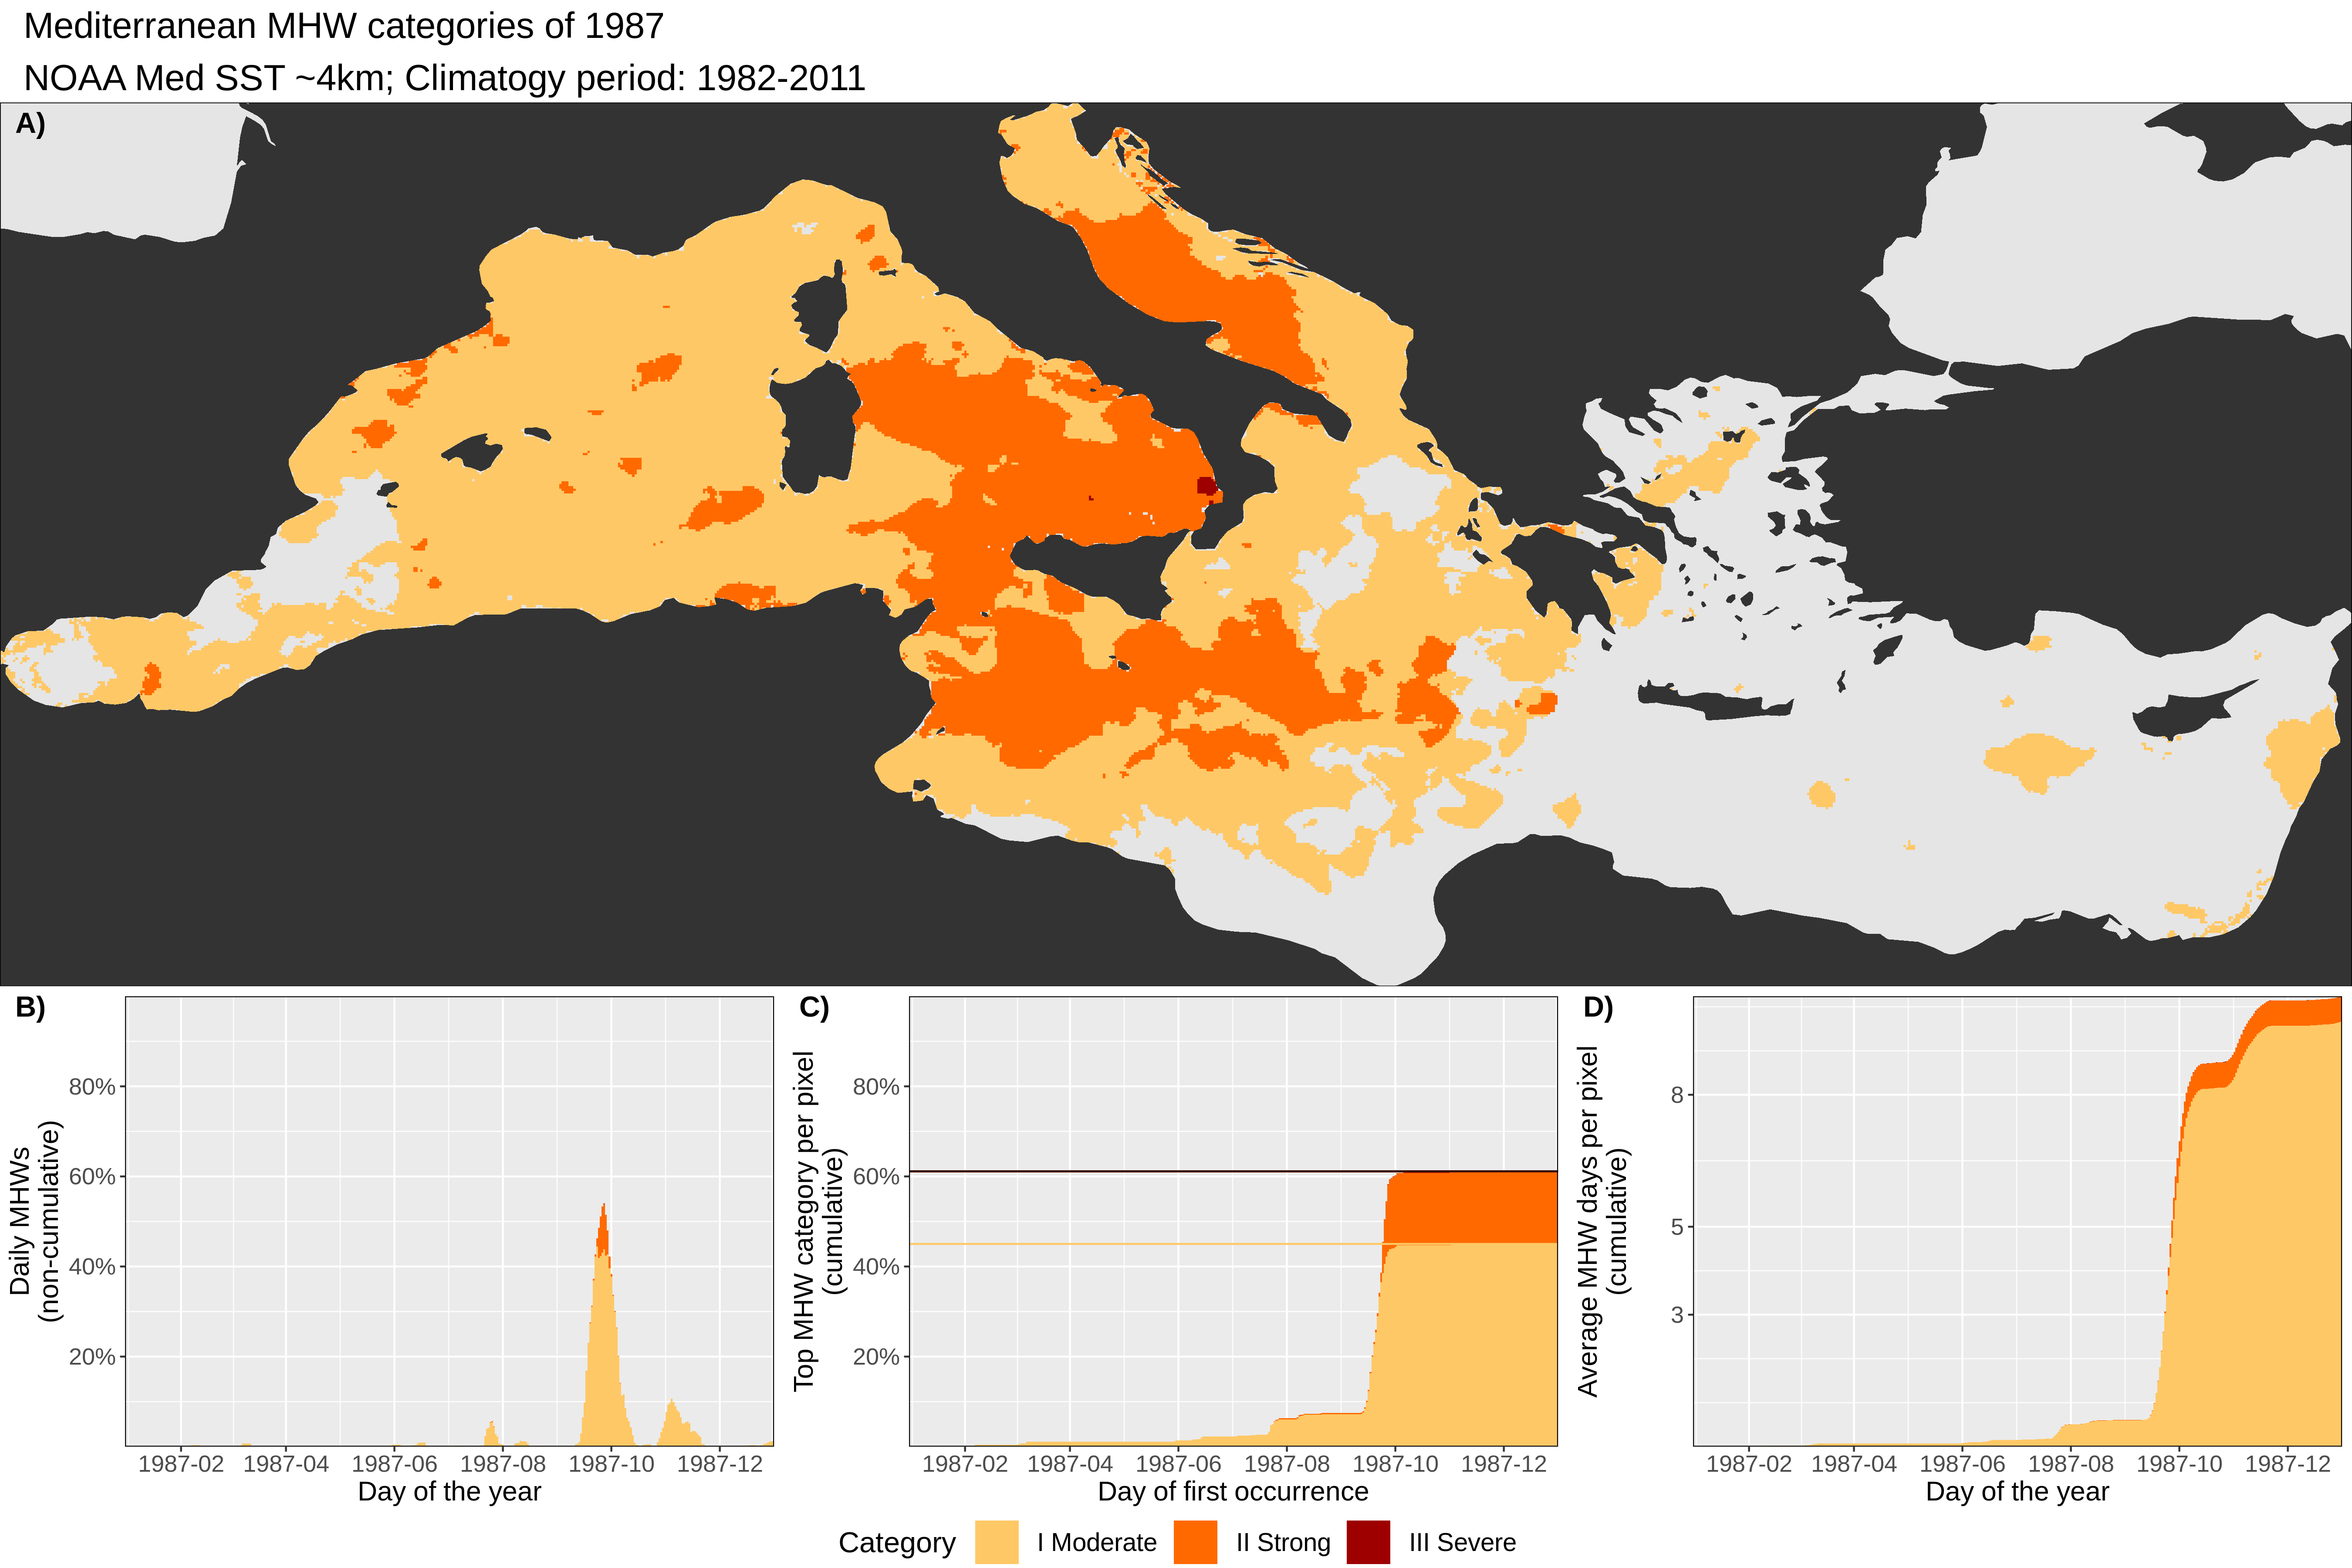 Mediterranean MHW categories of 1987
NOAA Med SST ~4km; Climatogy period: 1982-2011
A)
B)
Daily MHWs
(non-cumulative)
80%
60%
40%
20%
1987-02 1987-04 1987-06 1987-08 1987-10 1987-12
Day of the year
C)
Top MHW category per pixel
(cumulative)
80%
60%
40%
20%
1987-02 1987-04 1987-06 1987-08 1987-10 1987-12
Day of first occurrence
D)
Average MHW days per pixel
(cumulative)
8
5
3
1987-02 1987-04 1987-06 1987-08 1987-10 1987-12
Day of the year
Category I Moderate II Strong III Severe